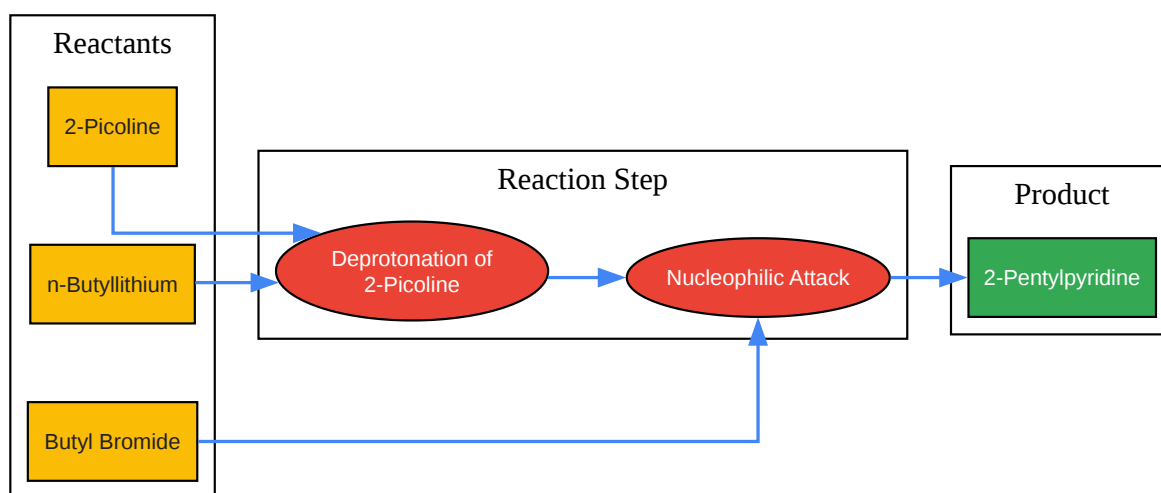 Reactants
2-Picoline
n-Butyllithium
Butyl Bromide
Reaction Step
Deprotonation of
2-Picoline
Nucleophilic Attack
Product
2-Pentylpyridine